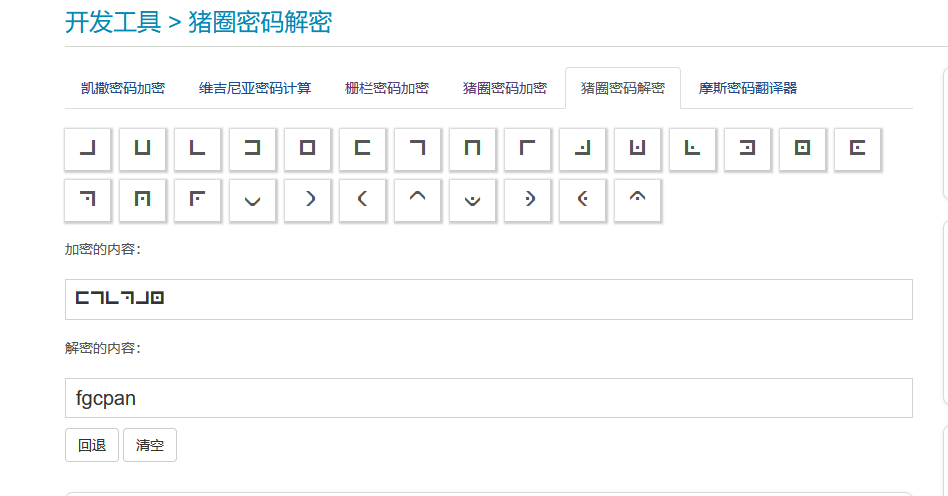 开发工具 > 猪圈密码解密
凯撒密码加密 维吉尼亚密码计算 栅栏密码加密 猪圈密码加密 猪圈密码解密 摩斯密码翻译器
加密的内容:
解密的内容:
fgcpan
回退 清空